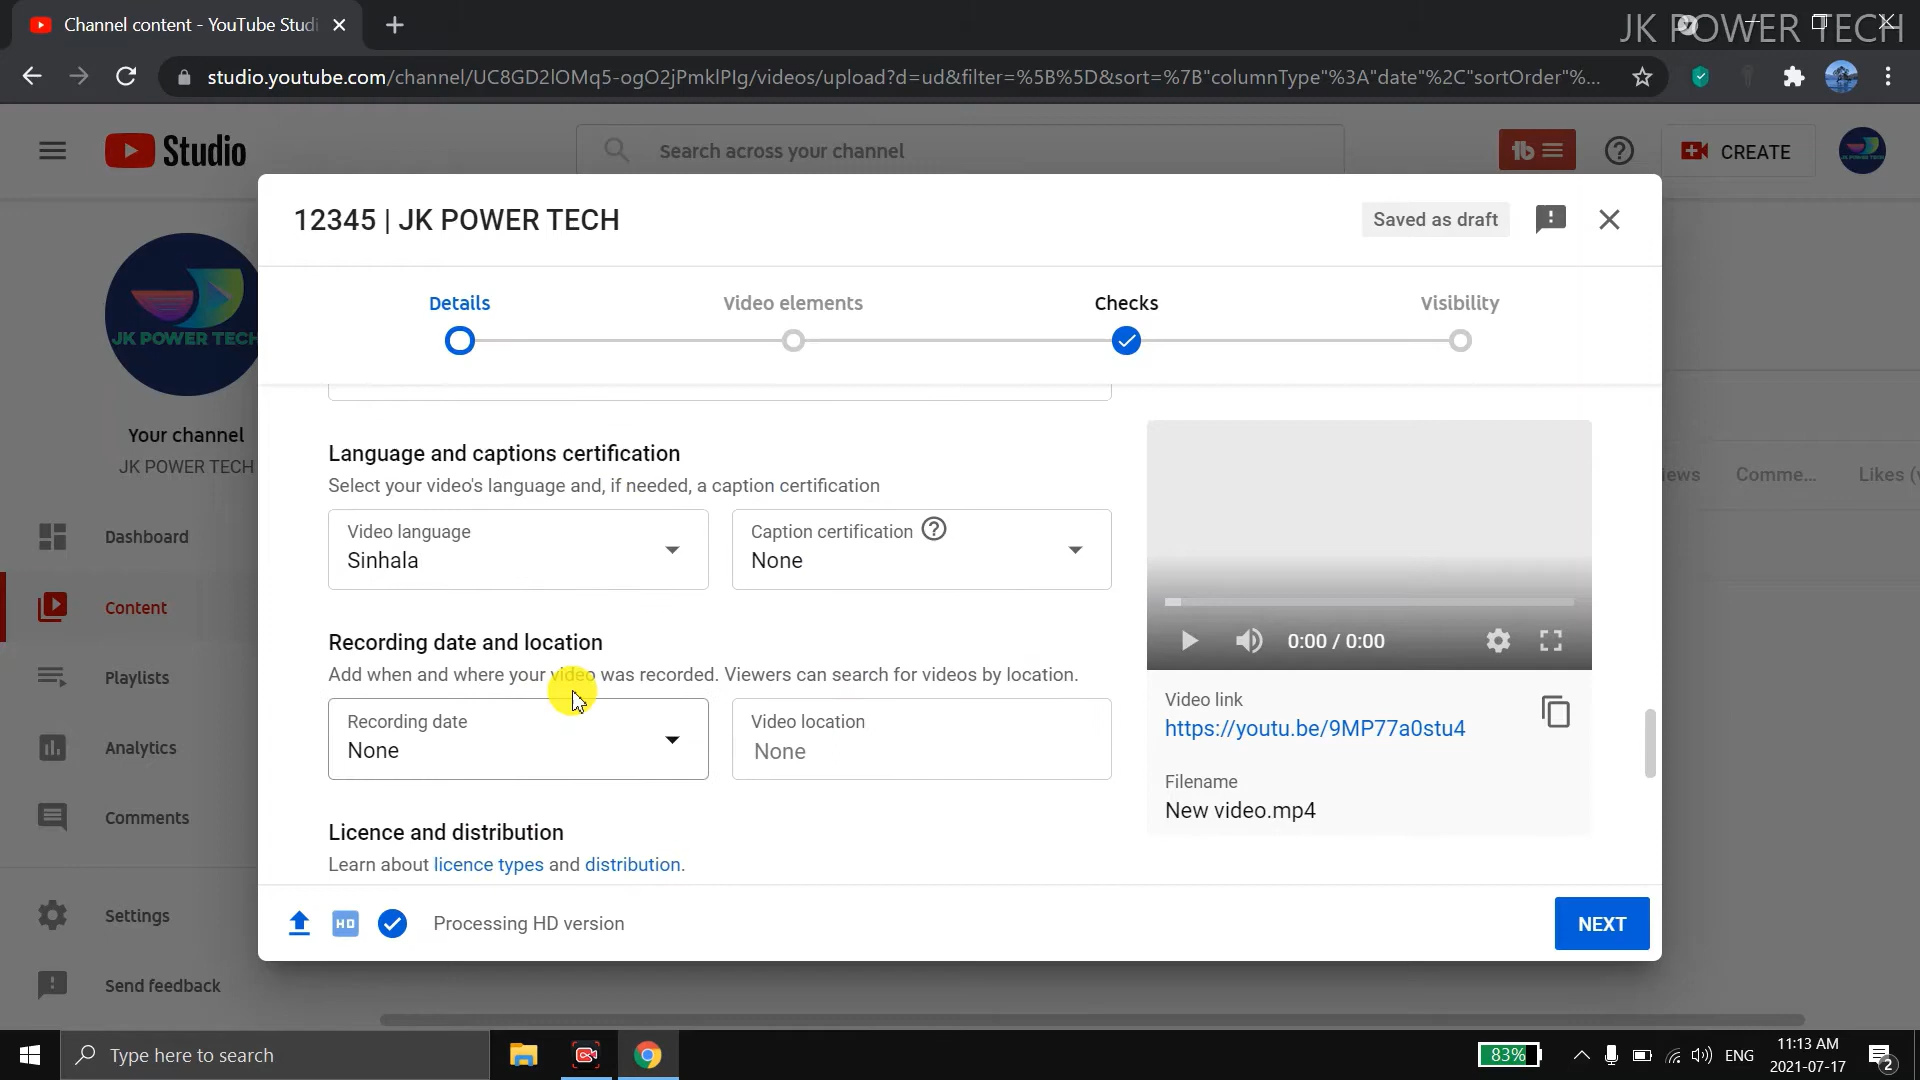 Channel content - YouTube Studi
JK POWER TECH
studio.youtube.com/channel/UC8GD2lOMq5-ogO2jPmklPIg/videos/upload?d=ud&filter=%5B%5D&sort=%7B"columnType"%3A"date"%2C"sortOrder"%...
Studio
Search across your channel
CREATE
12345 | JK POWER TECH
Saved as draft
Details
Video elements
Checks
Visibility
JK POWER TECH
Your channel
JK POWER TECH
Dashboard
Content
Playlists
Analytics
Comments
Settings
Send feedback
Language and captions certification
Select your video's language and, if needed, a caption certification
Video language
Sinhala
Caption certification
None
Recording date and location
Add when and where your video was recorded. Viewers can search for videos by location.
Recording date
None
Video location
None
Licence and distribution
Learn about licence types and distribution.
0:00 / 0:00
Video link
https://youtu.be/9MP77a0stu4
Filename
New video.mp4
iews
Comme...
Likes (v
HD
Processing HD version
NEXT
Type here to search
83%
ENG
11:13 AM
2021-07-17
2